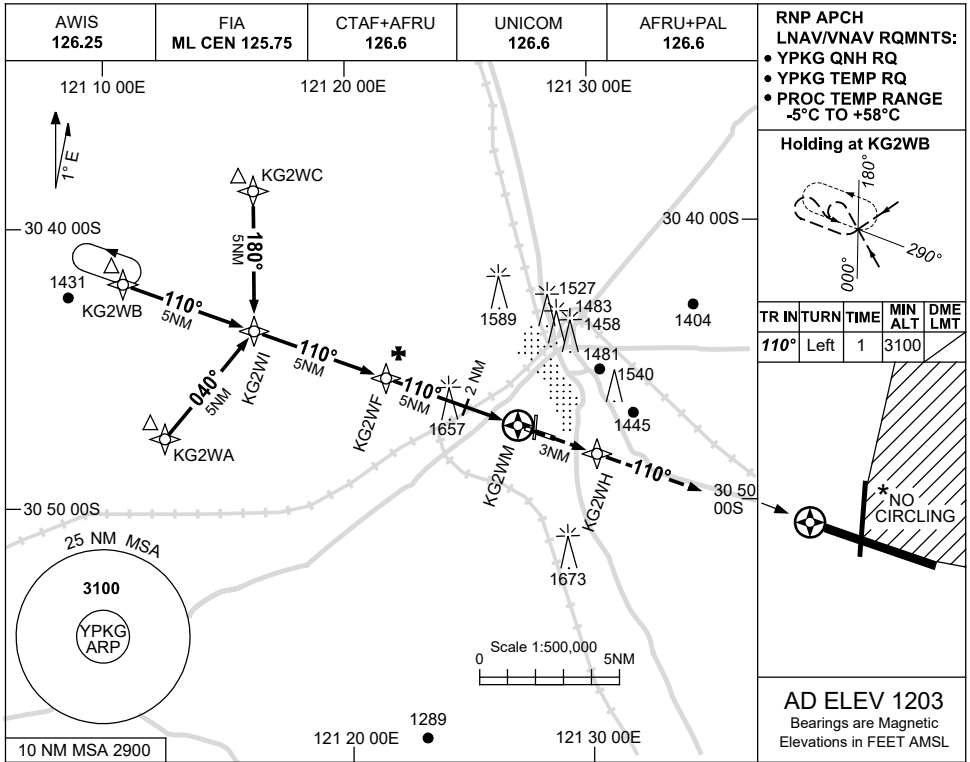 AWIS
126.25
FIA
ML CEN 125.75
CTAF+AFRU
126.6
UNICOM
126.6
AFRU+PAL
126.6
RNP APCH
LNAV/VNAV RQMNTS:
• YPKG QNH RQ
• YPKG TEMP RQ
• PROC TEMP RANGE
-5°C TO +58°C
121 10 00E
121 20 00E
121 30 00E
1° E
KG2WC
30 40 00S
30 40 00S
180°
5NM
1431
KG2WB
110°
5NM
KG2WI
110°
5NM
040°
5NM
KG2WA
KG2WF
110°
5NM
1657
2 NM
1589
1527
1483
1458
1481
1404
1540
1445
KG2WM
3NM
KG2WH
110°
30 50
00S
30 50 00S
1673
25 NM MSA
3100
YPKG
ARP
Scale 1:500,000
0
5NM
1289
121 20 00E
121 30 00E
10 NM MSA 2900
Holding at KG2WB
180°
290°
000°
TR IN
TURN
TIME
MIN
ALT
DME
LMT
110°
Left
1
3100
*NO
CIRCLING
AD ELEV 1203
Bearings are Magnetic
Elevations in FEET AMSL